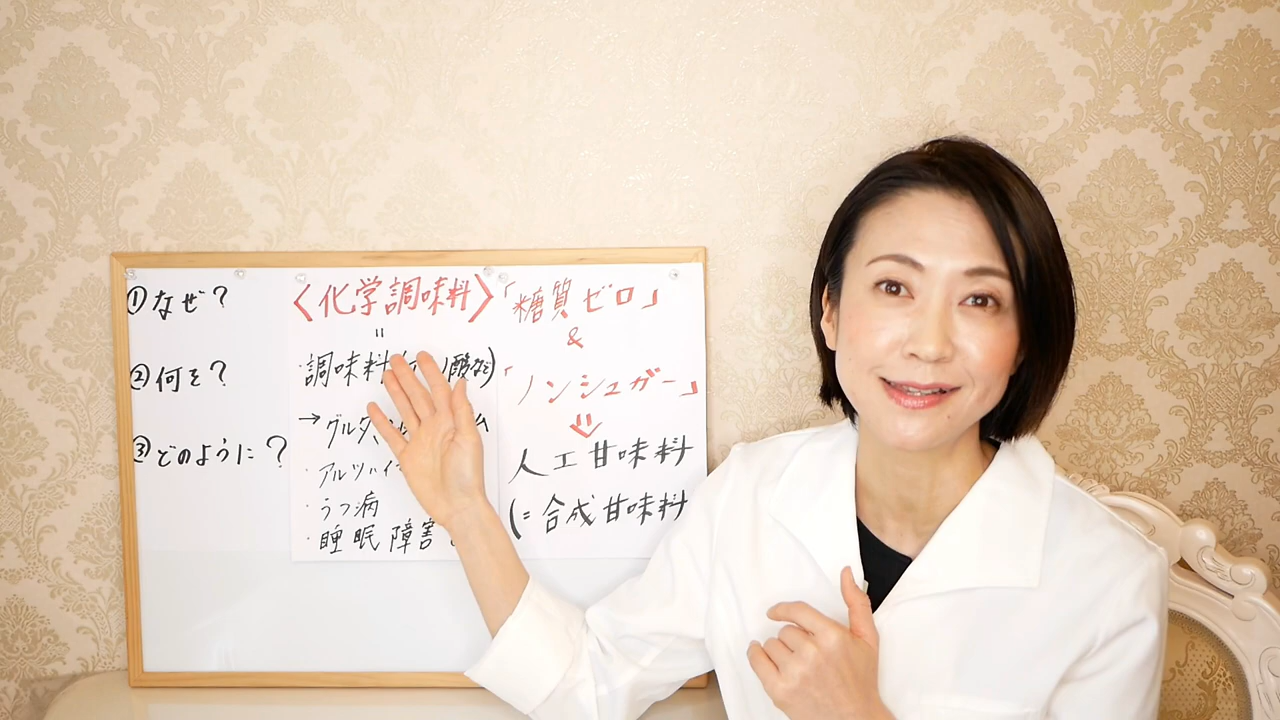 ①なぜ?
②何を?
③どのように?
〈化学調味料〉
=
・調味料
→グルタ
・アルツハイ
・うつ病
・睡眠障害
「糖質ゼロ」
&
「ノンシュガー」
⇓
人工甘味料
(=合成甘味料